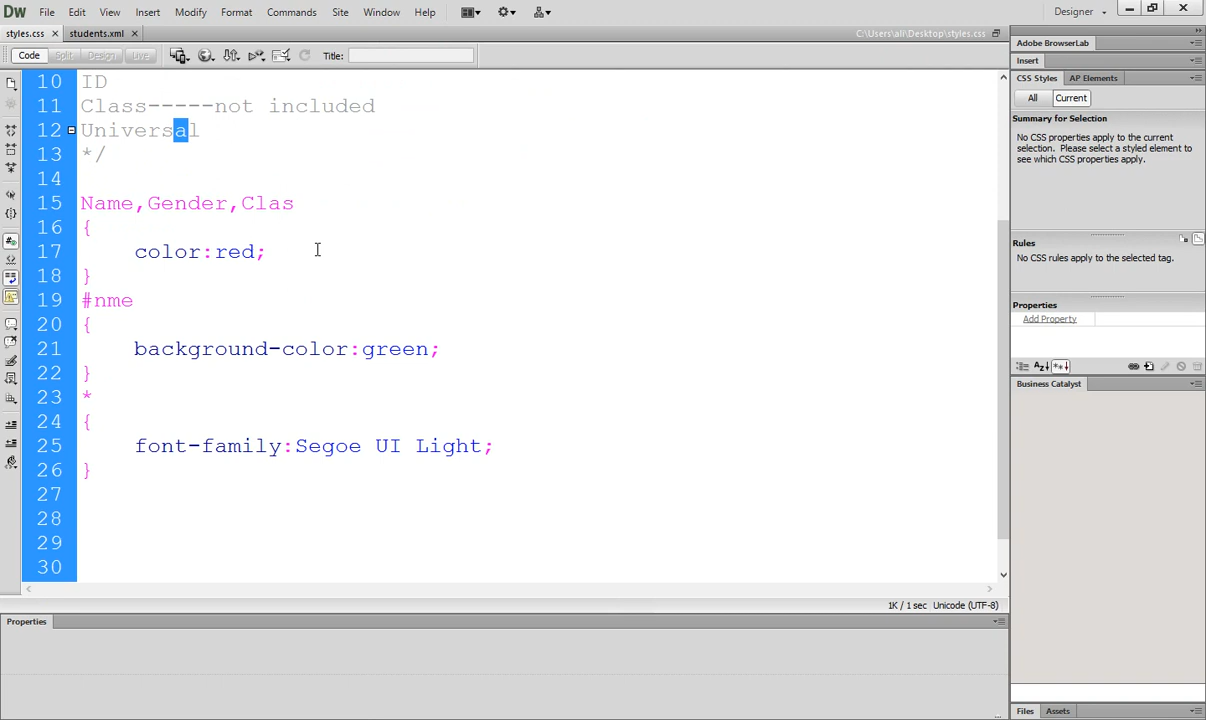 DW File Edit View Insert Modify Format Commands Site Window Help Designer
styles.css × students.xml × C:\Users\ali\Desktop\styles.css
Code Split Design Live Title:
10 ID
11 Class-----not included
12 Universal
13 */
14
15 Name,Gender,Clas
16 {
17 color:red;
18 }
19 #nme
20 {
21 background-color:green;
22 }
23 *
24 {
25 font-family:Segoe UI Light;
26 }
27
28
29
30
1K / 1 sec Unicode (UTF-8)
Properties
Adobe BrowserLab
Insert
CSS Styles AP Elements
All Current
Summary for Selection
No CSS properties apply to the current
selection. Please select a styled element
to see which CSS properties apply.
Rules
No CSS rules apply to the selected tag.
Properties
Add Property
Business Catalyst
Files Assets